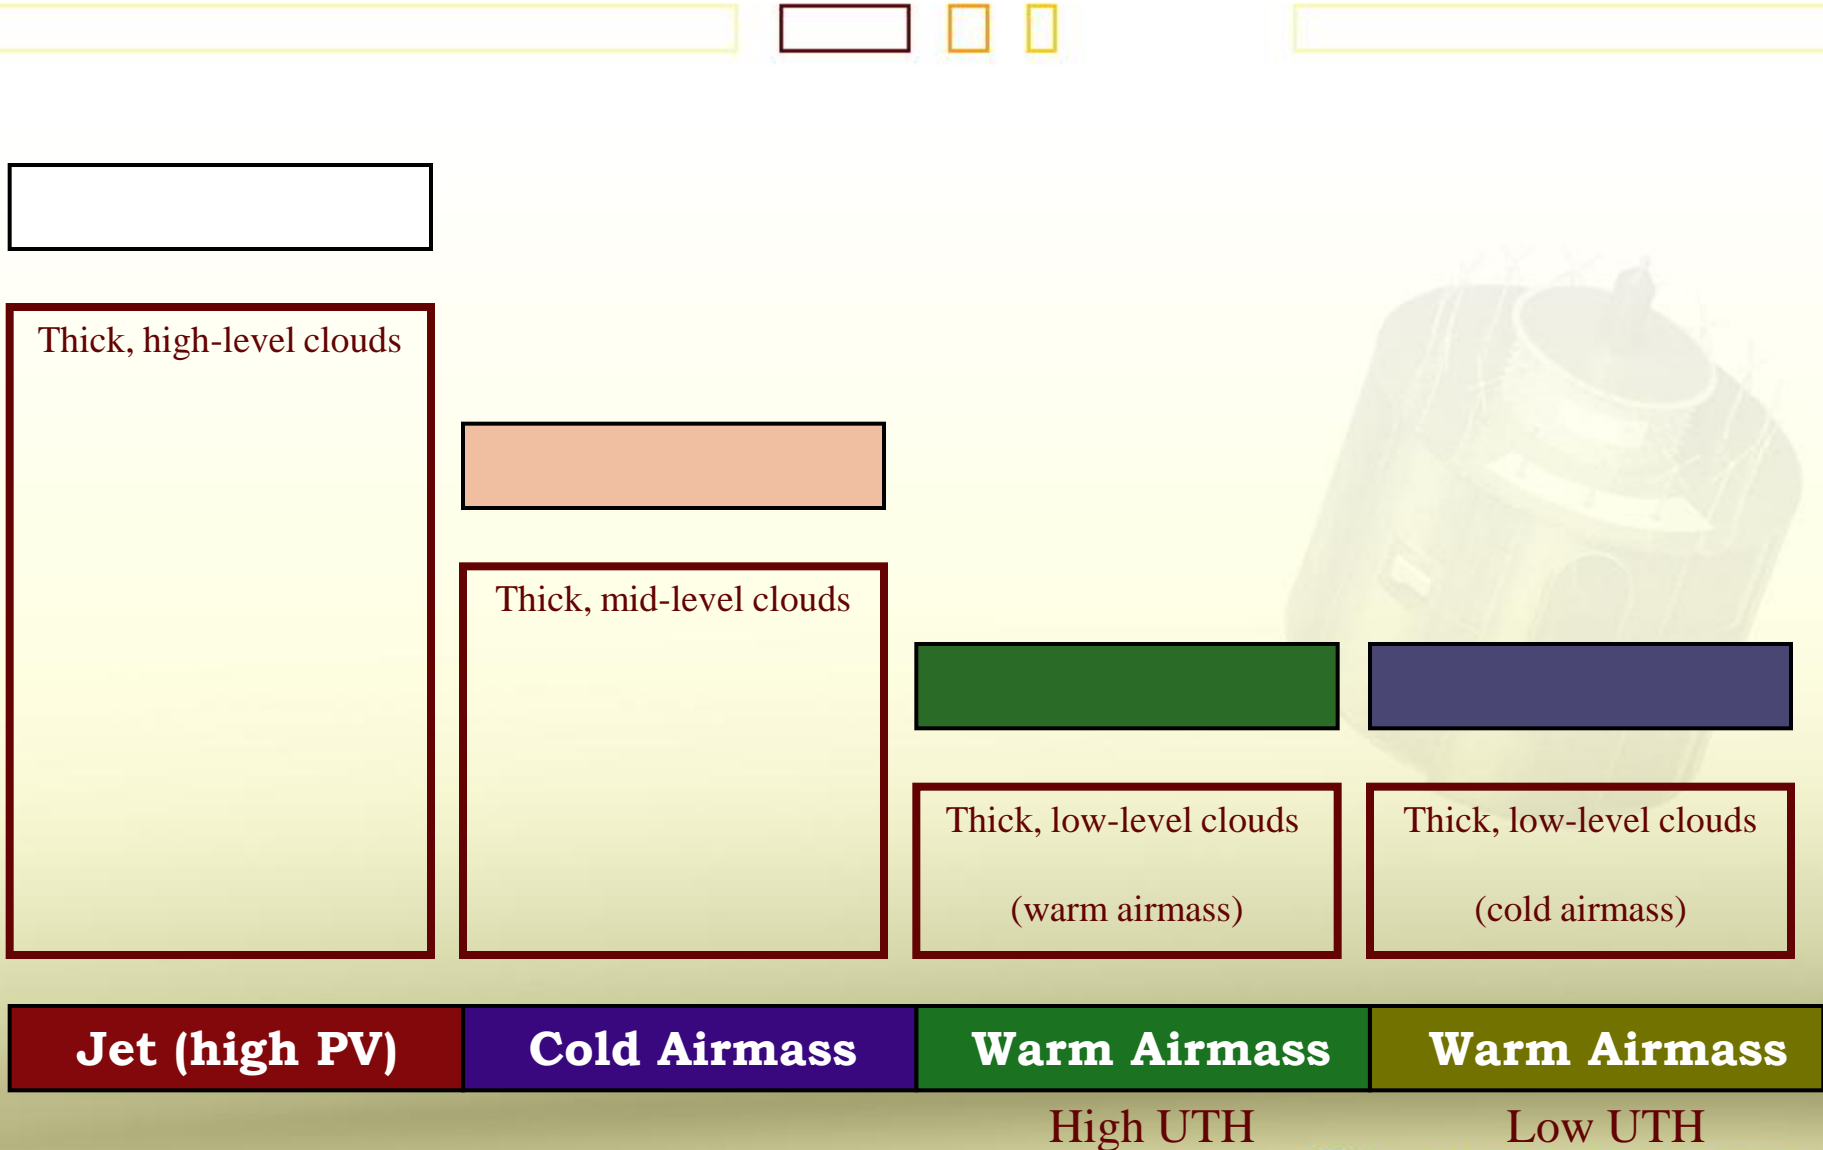 Thick, high-level clouds
Thick, mid-level clouds
Thick, low-level clouds
(warm airmass)
Thick, low-level clouds
(cold airmass)
Jet (high PV)
Cold Airmass
Warm Airmass
Warm Airmass
High UTH
Low UTH